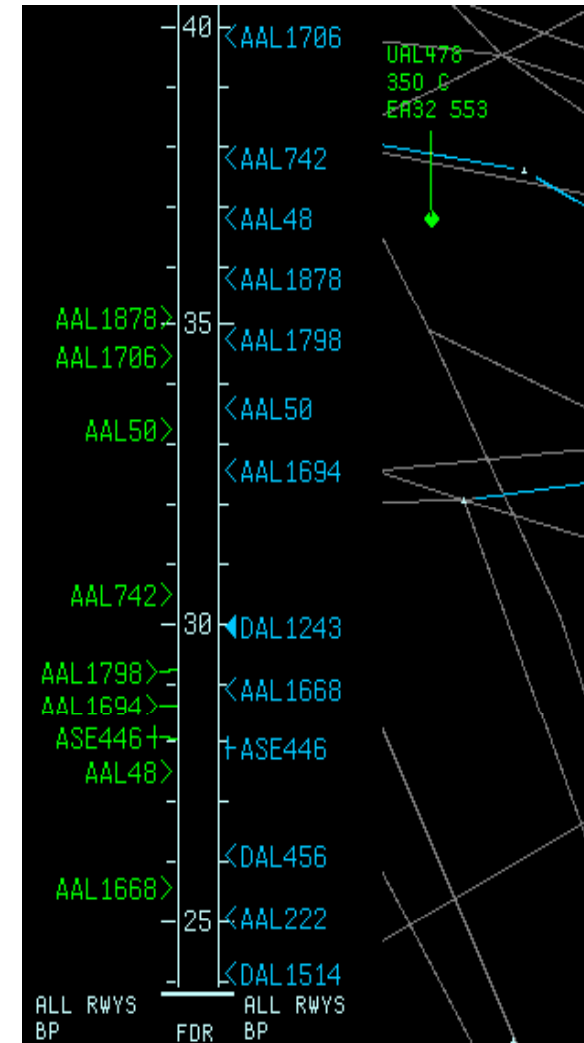 40
<AAL1706
UAL478
350 C
EA32 553
<AAL742
<AAL48
<AAL1878
AAL1878>
35
<AAL1798
AAL1706>
<AAL50
AAL50>
<AAL1694
AAL742>
30
DAL1243
AAL1798>
<AAL1668
AAL1694>
ASE446+
+ASE446
AAL48>
<DAL456
AAL1668>
25
<AAL222
<DAL1514
ALL RWYS
ALL RWYS
BP
FDR
BP